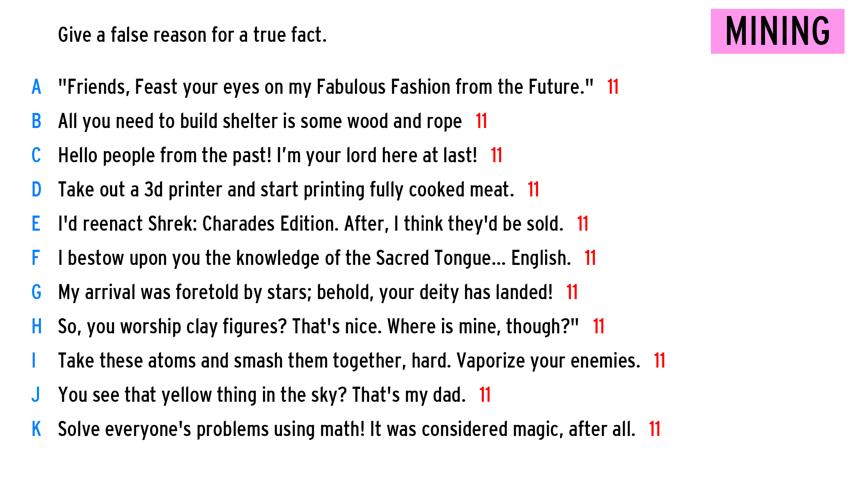 Give a false reason for a true fact.
MINING
A "Friends, Feast your eyes on my Fabulous Fashion from the Future." 11
B All you need to build shelter is some wood and rope 11
C Hello people from the past! I'm your lord here at last! 11
D Take out a 3d printer and start printing fully cooked meat. 11
E I'd reenact Shrek: Charades Edition. After, I think they'd be sold. 11
F I bestow upon you the knowledge of the Sacred Tongue... English. 11
G My arrival was foretold by stars; behold, your deity has landed! 11
H So, you worship clay figures? That's nice. Where is mine, though?" 11
I Take these atoms and smash them together, hard. Vaporize your enemies. 11
J You see that yellow thing in the sky? That's my dad. 11
K Solve everyone's problems using math! It was considered magic, after all. 11